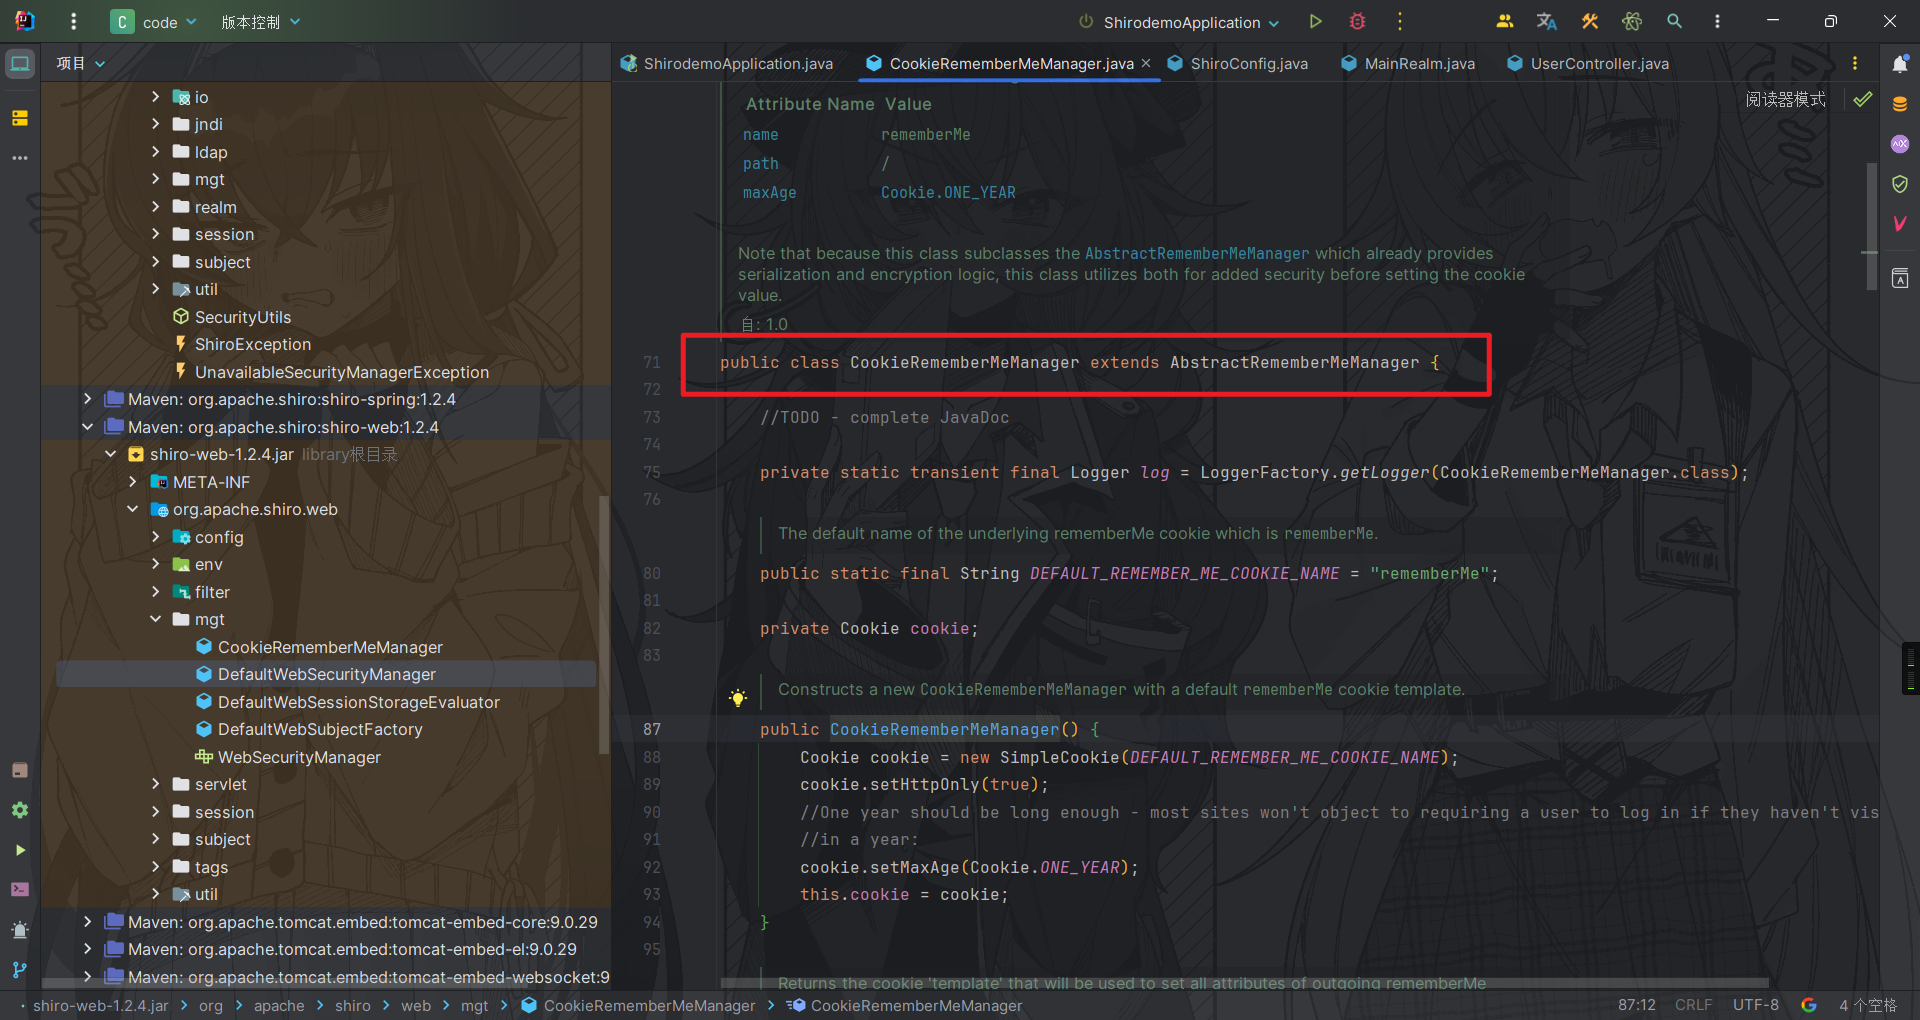 C code 版本控制 ShirodemoApplication
项目 ShirodemoApplication.java CookieRememberMeManager.java ShiroConfig.java MainRealm.java UserController.java
阅读器模式
io
jndi
ldap
mgt
realm
session
subject
util
SecurityUtils
ShiroException
UnavailableSecurityManagerException
Maven: org.apache.shiro:shiro-spring:1.2.4
Maven: org.apache.shiro:shiro-web:1.2.4
shiro-web-1.2.4.jar library根目录
META-INF
org.apache.shiro.web
config
env
filter
mgt
CookieRememberMeManager
DefaultWebSecurityManager
DefaultWebSessionStorageEvaluator
DefaultWebSubjectFactory
WebSecurityManager
servlet
session
subject
tags
util
Maven: org.apache.tomcat.embed:tomcat-embed-core:9.0.29
Maven: org.apache.tomcat.embed:tomcat-embed-el:9.0.29
Maven: org.apache.tomcat.embed:tomcat-embed-websocket:9
Attribute Name Value
name rememberMe
path /
maxAge Cookie.ONE_YEAR
Note that because this class subclasses the AbstractRememberMeManager which already provides
serialization and encryption logic, this class utilizes both for added security before setting the cookie
value.
自: 1.0
71 public class CookieRememberMeManager extends AbstractRememberMeManager {
72
73 //TODO - complete JavaDoc
74
75 private static transient final Logger log = LoggerFactory.getLogger(CookieRememberMeManager.class);
76
The default name of the underlying rememberMe cookie which is rememberMe.
80 public static final String DEFAULT_REMEMBER_ME_COOKIE_NAME = "rememberMe";
81
82 private Cookie cookie;
83
Constructs a new CookieRememberMeManager with a default rememberMe cookie template.
87 public CookieRememberMeManager() {
88 Cookie cookie = new SimpleCookie(DEFAULT_REMEMBER_ME_COOKIE_NAME);
89 cookie.setHttpOnly(true);
90 //One year should be long enough - most sites won't object to requiring a user to log in if they haven't vis
91 //in a year:
92 cookie.setMaxAge(Cookie.ONE_YEAR);
93 this.cookie = cookie;
94 }
95
Returns the cookie 'template' that will be used to set all attributes of outgoing rememberMe
shiro-web-1.2.4.jar > org > apache > shiro > web > mgt > CookieRememberMeManager > CookieRememberMeManager 87:12 CRLF UTF-8 4 个空格